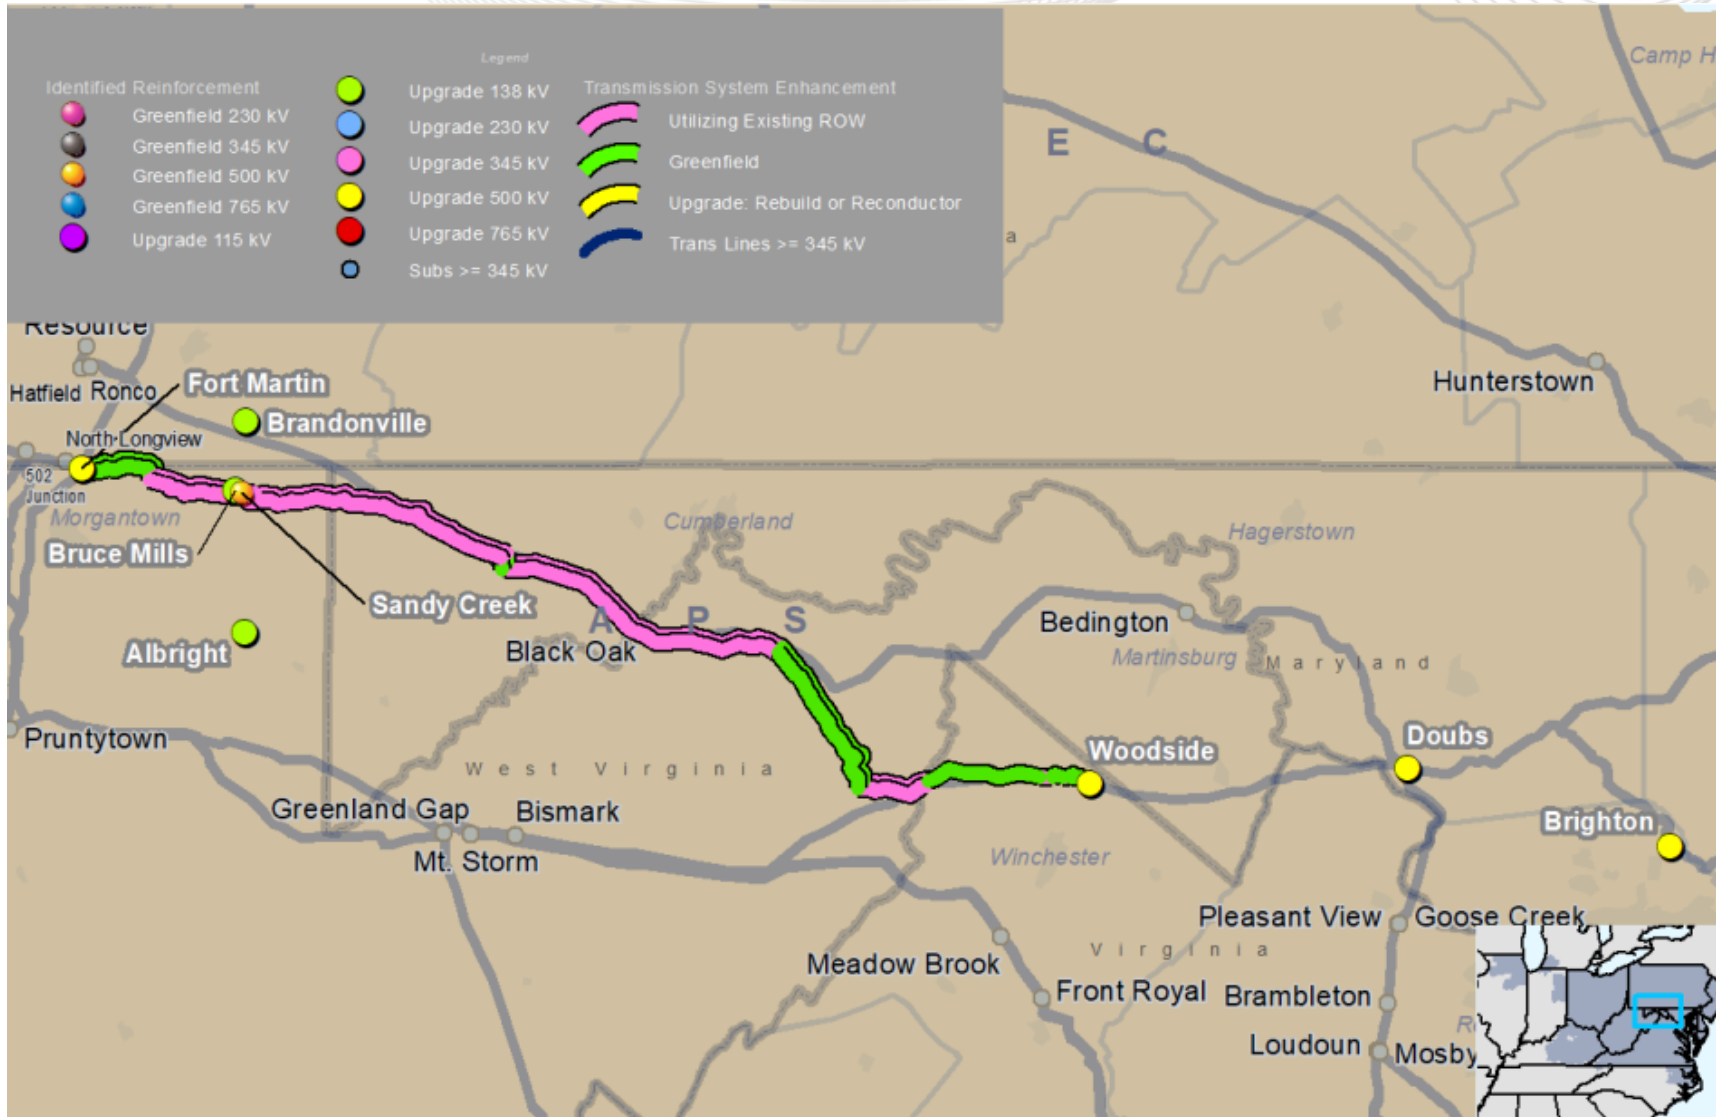 Legend
Identified Reinforcement
Greenfield 230 kV
Greenfield 345 kV
Greenfield 500 kV
Greenfield 765 kV
Upgrade 115 kV
Upgrade 138 kV
Upgrade 230 kV
Upgrade 345 kV
Upgrade 500 kV
Upgrade 765 kV
Subs >= 345 kV
Transmission System Enhancement
Utilizing Existing ROW
Greenfield
Upgrade: Rebuild or Reconductor
Trans Lines >= 345 kV
Camp H
E C
a
Resource
Hatfield Ronco
Fort Martin
Hunterstown
Brandonville
North Longview
502
Junction
Morgantown
Cumberland
Hagerstown
Bruce Mills
Sandy Creek
A P S
Bedington
Black Oak
Albright
Martinsburg
Maryland
Pruntytown
Woodside
Doubs
West Virginia
Greenland Gap
Bismark
Brighton
Mt. Storm
Winchester
Pleasant View
Goose Creek
Virginia
Meadow Brook
Front Royal
Brambleton
Loudoun
Mosby